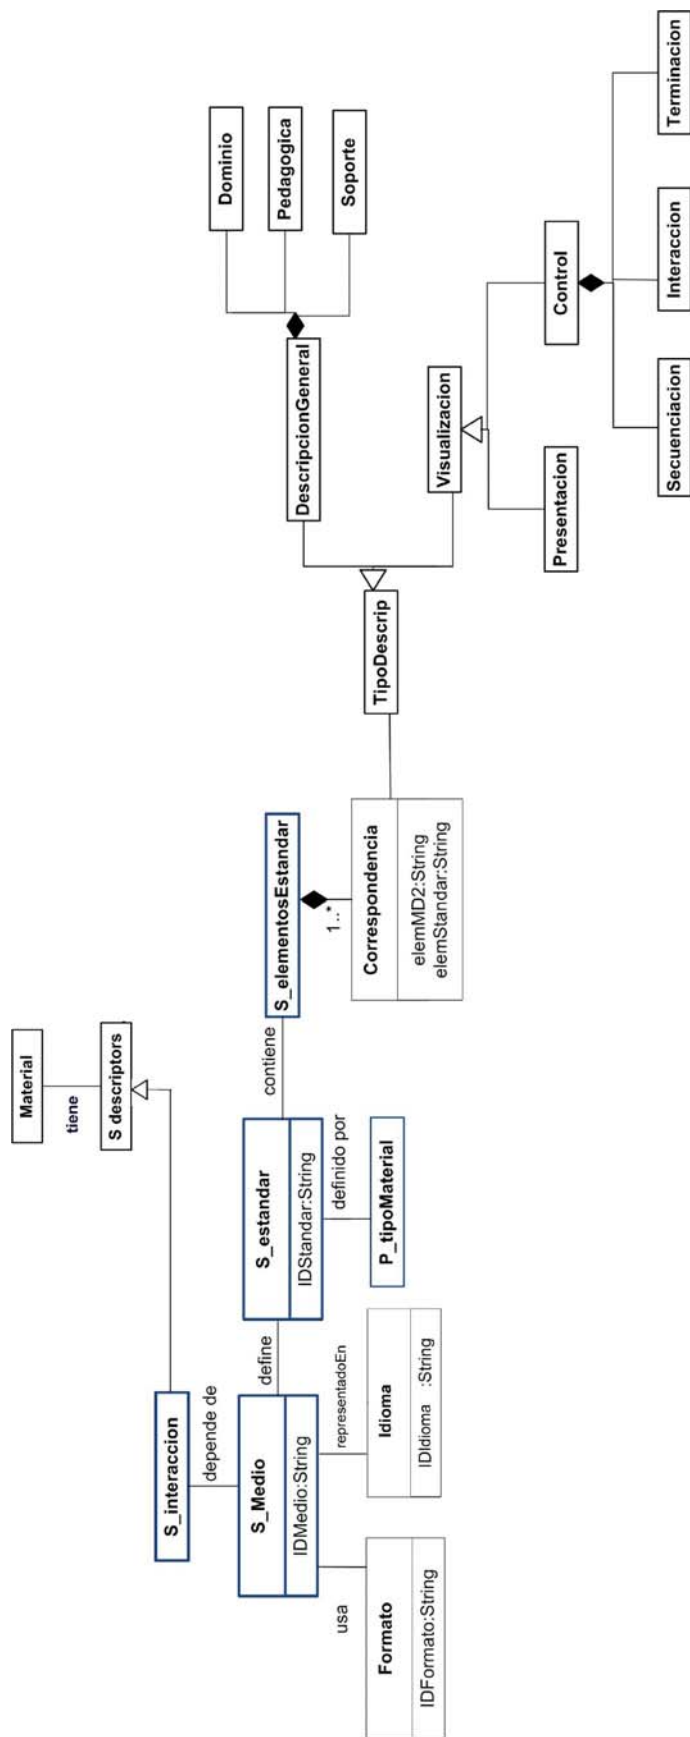 Material
tiene
S descriptors
S_interaccion
depende de
S_Medio
IDMedio:String
define
S_estandar
IDStandar:String
contiene
S_elementosEstandar
usa
Formato
IDFormato:String
representadoEn
Idioma
IDIdioma :String
definido por
P_tipoMaterial
1..*
Correspondencia
elemMD2:String
elemStandar:String
TipoDescrip
DescripcionGeneral
Dominio
Pedagogica
Soporte
Visualizacion
Presentacion
Control
Secuenciacion
Interaccion
Terminacion